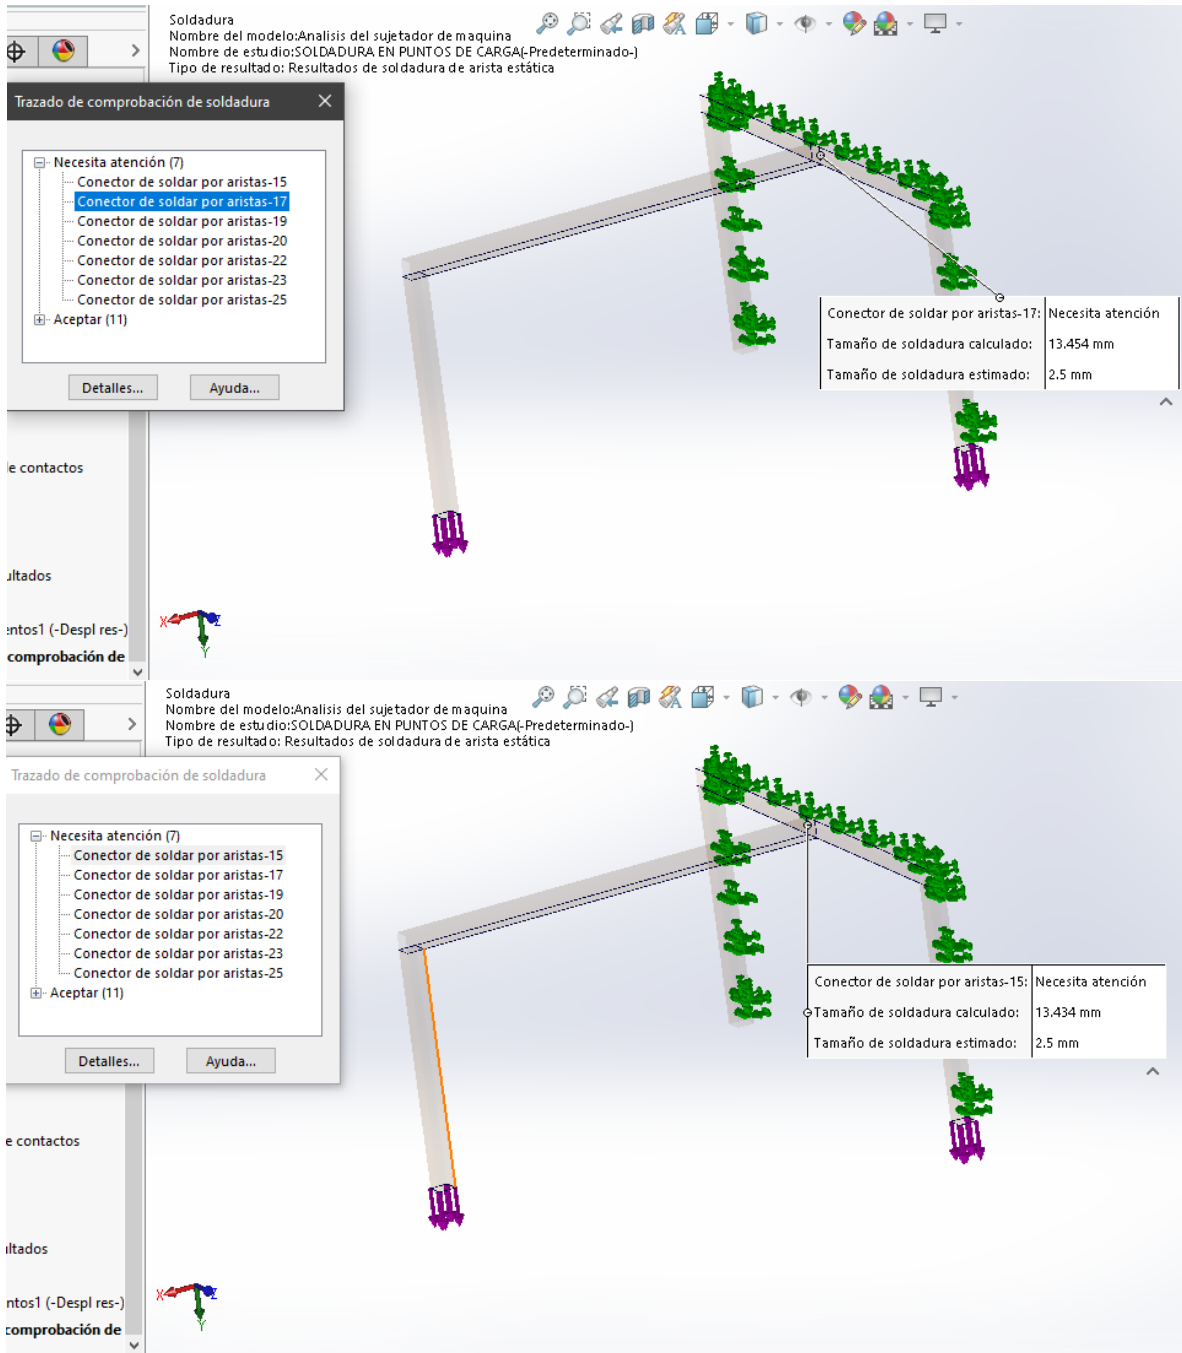 Soldadura
Nombre del modelo:Analisis del sujetador de maquina
Nombre de estudio:SOLDADURA EN PUNTOS DE CARGA(-Predeterminado-)
Tipo de resultado: Resultados de soldadura de arista estática
Trazado de comprobación de soldadura
Necesita atención (7)
Conector de soldar por aristas-15
Conector de soldar por aristas-17
Conector de soldar por aristas-19
Conector de soldar por aristas-20
Conector de soldar por aristas-22
Conector de soldar por aristas-23
Conector de soldar por aristas-25
Aceptar (11)
Detalles...
Ayuda...
Conector de soldar por aristas-17: Necesita atención
Tamaño de soldadura calculado: 13.454 mm
Tamaño de soldadura estimado: 2.5 mm
le contactos
ultados
entos1 (-Despl res-)
comprobación de
X
Z
Y
Soldadura
Nombre del modelo:Analisis del sujetador de maquina
Nombre de estudio:SOLDADURA EN PUNTOS DE CARGA(-Predeterminado-)
Tipo de resultado: Resultados de soldadura de arista estática
Trazado de comprobación de soldadura
Necesita atención (7)
Conector de soldar por aristas-15
Conector de soldar por aristas-17
Conector de soldar por aristas-19
Conector de soldar por aristas-20
Conector de soldar por aristas-22
Conector de soldar por aristas-23
Conector de soldar por aristas-25
Aceptar (11)
Detalles...
Ayuda...
Conector de soldar por aristas-15: Necesita atención
Tamaño de soldadura calculado: 13.434 mm
Tamaño de soldadura estimado: 2.5 mm
e contactos
ltados
ntos1 (-Despl res-)
comprobación de
X
Z
Y